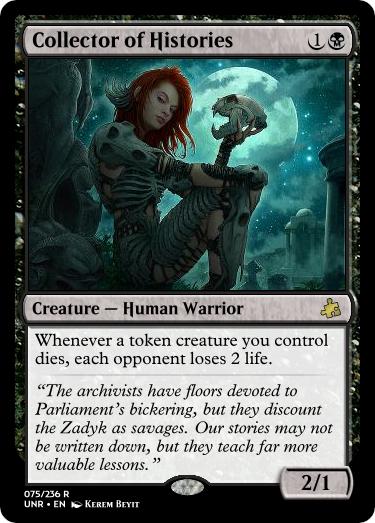 Collector of Histories 1
Creature — Human Warrior
Whenever a token creature you control
dies, each opponent loses 2 life.
“The archivists have floors devoted to
Parliament’s bickering, but they discount
the Zadyk as savages. Our stories may not
be written down, but they teach far more
valuable lessons.”
2/1
075/236 R
UNR • EN Kerem Beyit